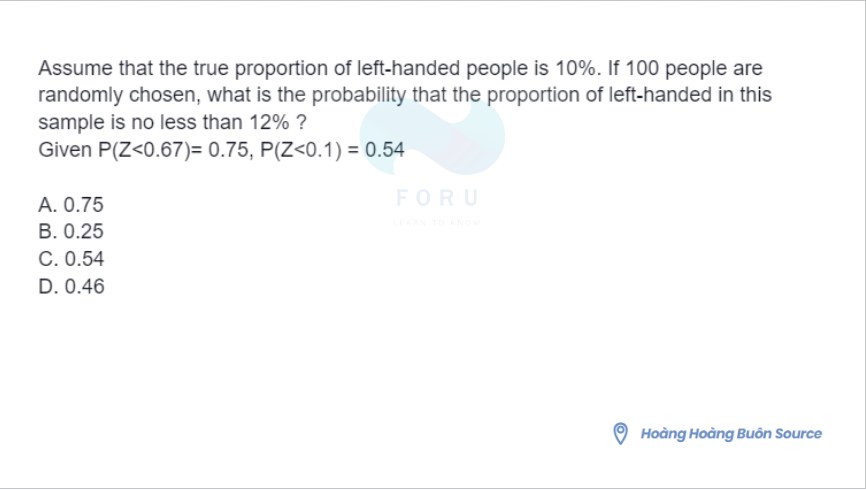 Assume that the true proportion of left-handed people is 10%. If 100 people are
randomly chosen, what is the probability that the proportion of left-handed in this
sample is no less than 12% ?
Given P(Z<0.67)= 0.75, P(Z<0.1) = 0.54
FORU
A. 0.75
B. 0.25
C. 0.54
D. 0.46
Hoàng Hoàng Buôn Source